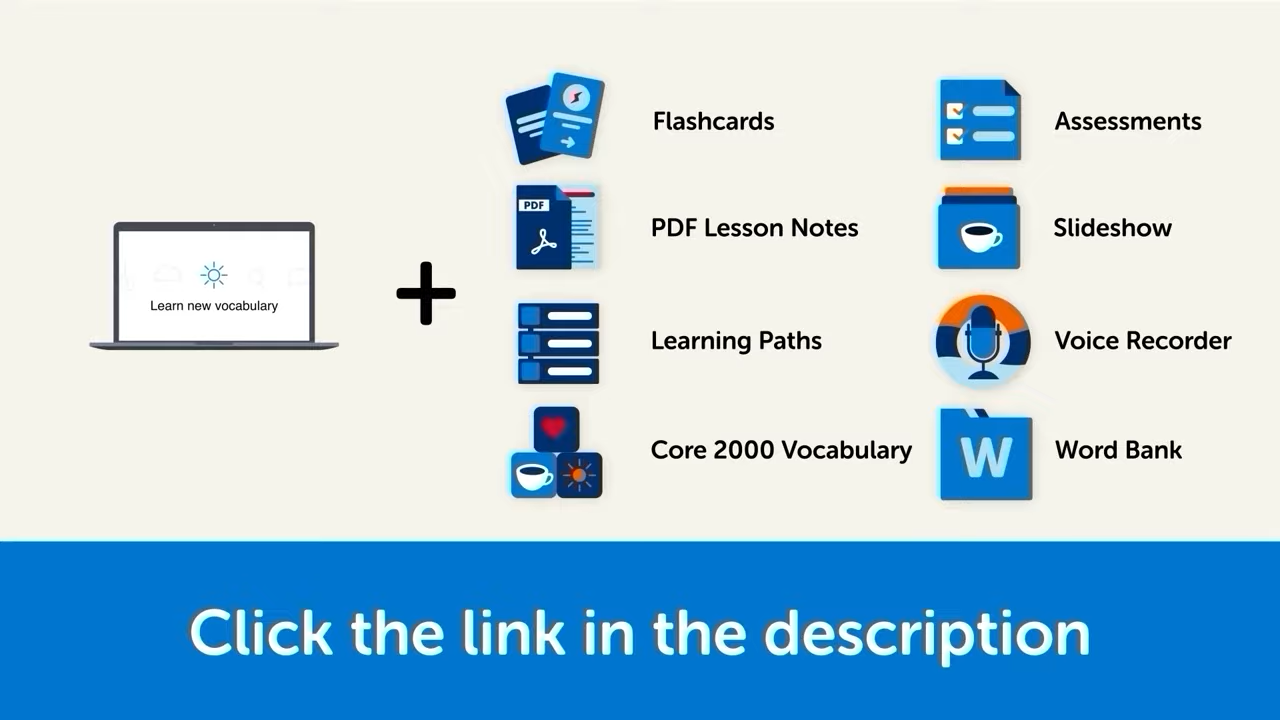 Flashcards
Assessments
PDF
PDF Lesson Notes
Slideshow
Learn new vocabulary
Learning Paths
Voice Recorder
Core 2000 Vocabulary
W
Word Bank
Click the link in the description